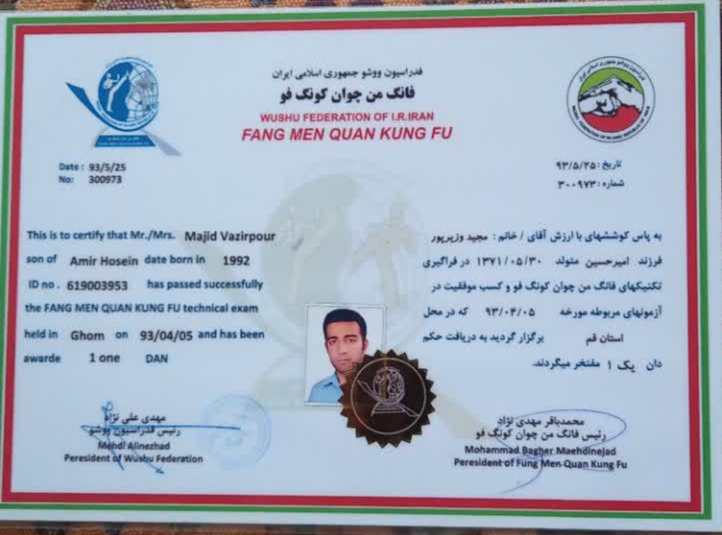 فدراسیون ووشو جمهوری اسلامی ایران
فانگ من چوان کونگ فو
WUSHU FEDERATION OF I.R.IRAN
FANG MEN QUAN KUNG FU
Date : 93/5/25
No: 300973
تاریخ : ۹۳/۵/۲۵
شماره : ۳۰۰۹۷۳
This is to certify that Mr./Mrs. Majid Vazirpour
son of Amir Hosein date born in 1992
ID no . 619003953 has passed successfully
the FANG MEN QUAN KUNG FU technical exam
held in Ghom on 93/04/05 and has been
awarde 1 one DAN
به پاس کوششهای با ارزش آقای / خانم : مجید وزیرپور
فرزند امیرحسین متولد ۱۳۷۱/۰۵/۳۰ در فراگیری
تکنیکهای فانگ من چوان کونگ فو و کسب موفقیت در
آزمونهای مربوطه مورخه ۹۳/۰۴/۰۵ که در محل
استان قم برگزار گردید به دریافت حکم
دان یک ۱ مفتخر میگردند.
مهدی علی نژاد
رئیس فدراسیون ووشو
Mehdi Alinezhad
Peresident of Wushu Federation
محمدباقر مهدی نژاد
رئیس فانگ من چوان کونگ فو
Mohammad Bagher Maehdinejad
Peresident of Fung Men Quan Kung Fu